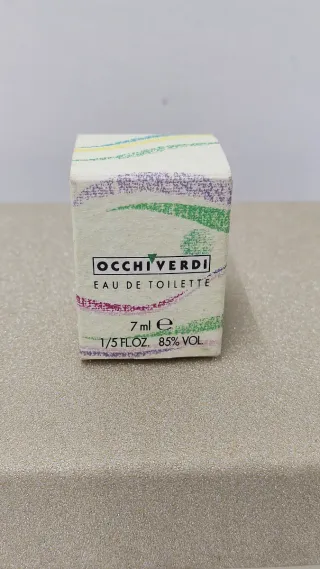 OCCHIVERDI
EAU DE TOILETTE
7 ml ℮
1/5 FL.OZ. 85% VOL